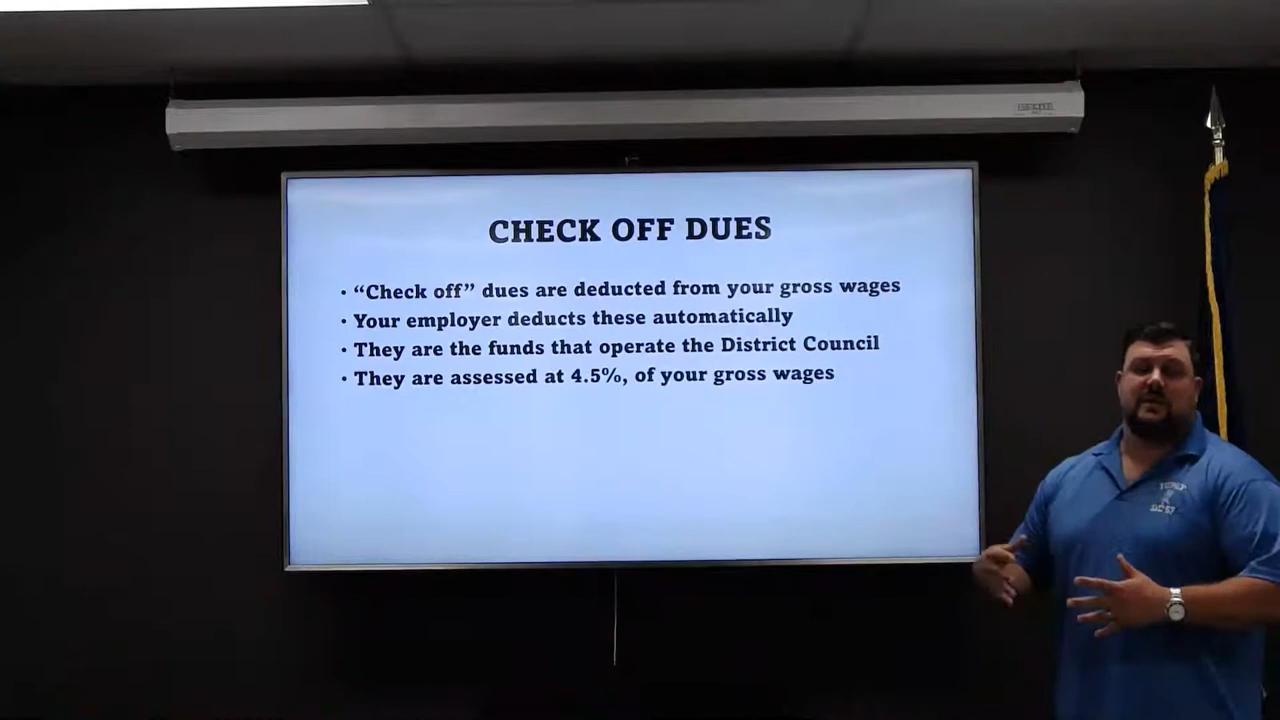 CHECK OFF DUES
• “Check off” dues are deducted from your gross wages
• Your employer deducts these automatically
• They are the funds that operate the District Council
• They are assessed at 4.5%, of your gross wages